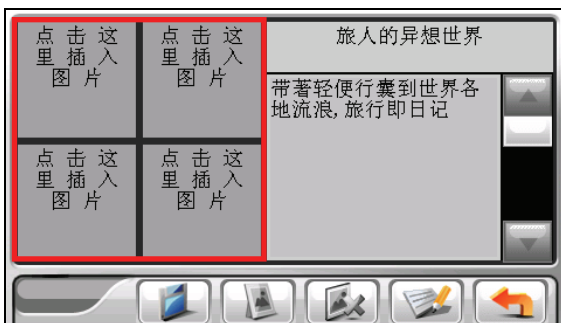 点 击 这
里 插 入
图 片
点 击 这
里 插 入
图 片
旅人的异想世界
带著轻便行囊到世界各
地流浪,旅行即日记
点 击 这
里 插 入
图 片
点 击 这
里 插 入
图 片